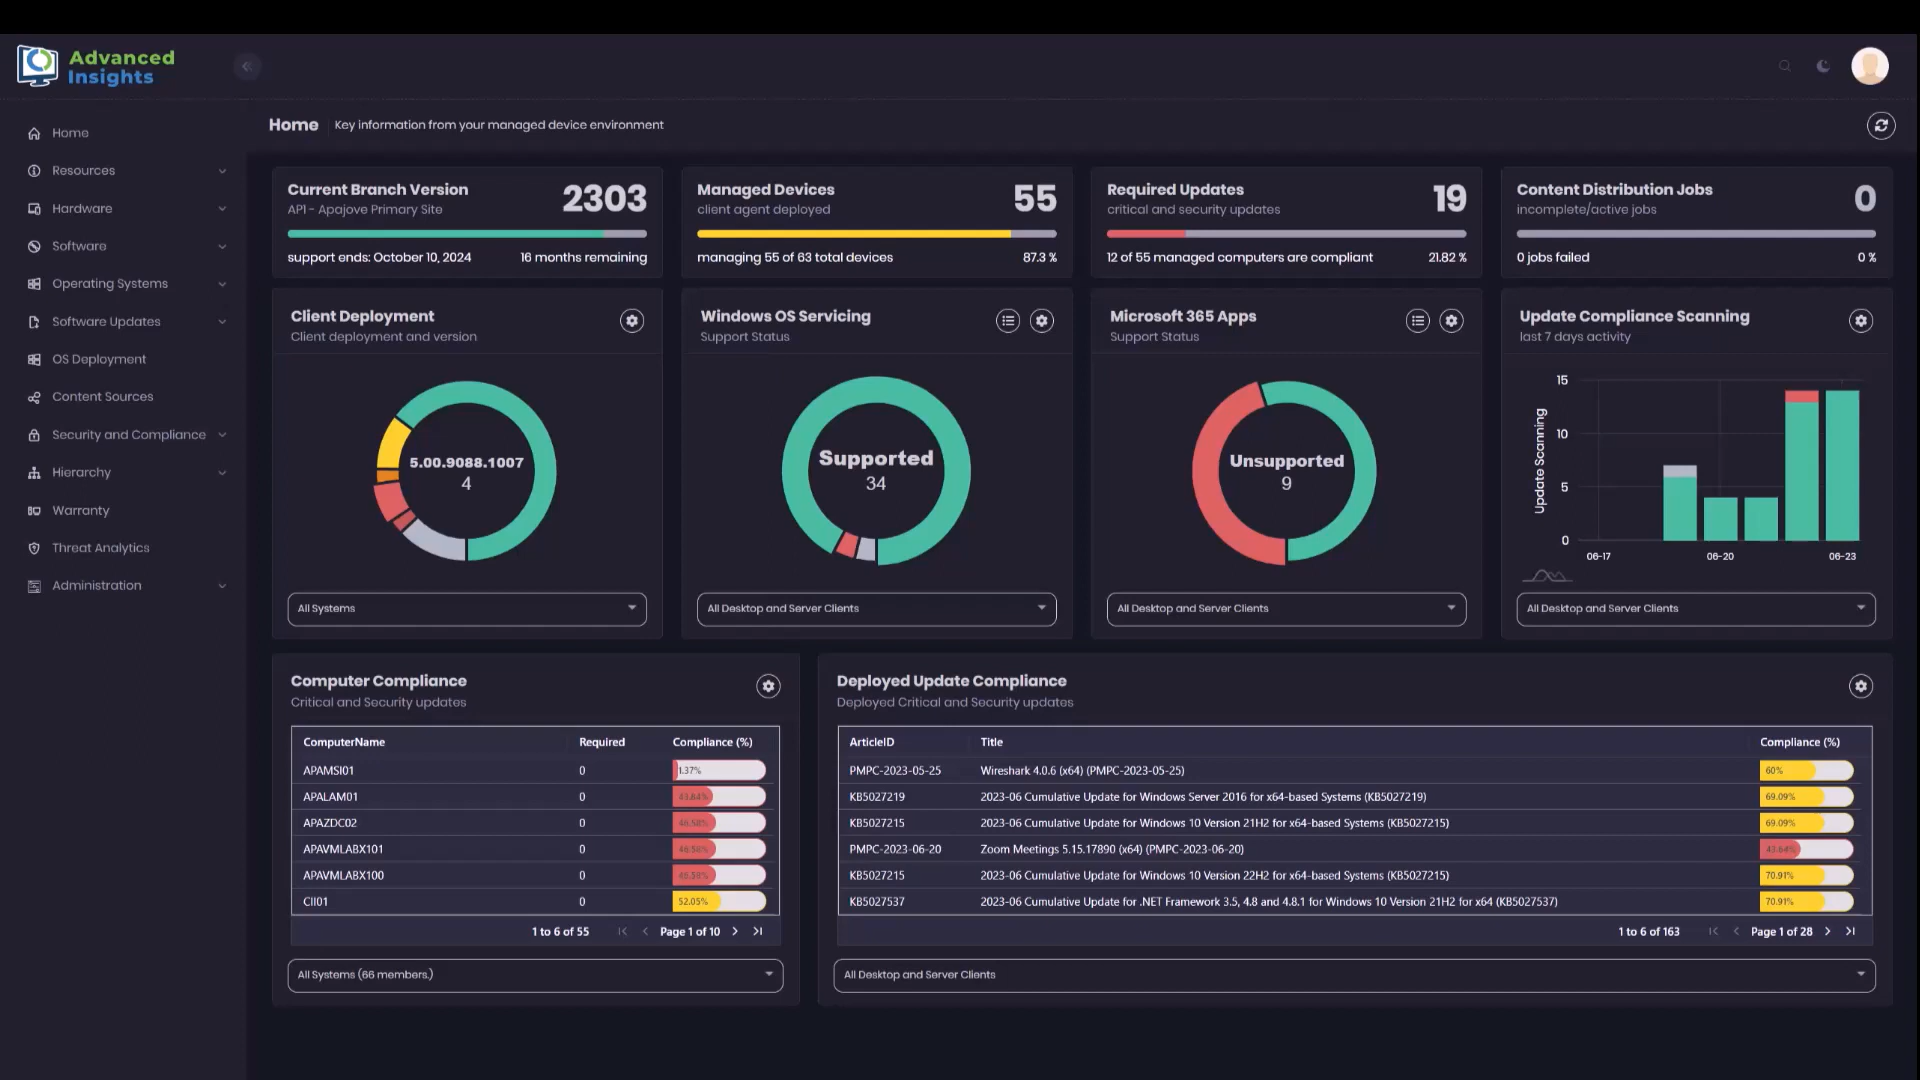 Advanced
Insights
Home
Resources
Hardware
Software
Operating Systems
Software Updates
OS Deployment
Content Sources
Security and Compliance
Hierarchy
Warranty
Threat Analytics
Administration
Home Key information from your managed device environment
Current Branch Version 2303
AP1 - Apajove Primary Site
support ends: October 10, 2024 16 months remaining
Managed Devices 55
client agent deployed
managing 55 of 63 total devices 87.3 %
Required Updates 19
critical and security updates
12 of 55 managed computers are compliant 21.82 %
Content Distribution Jobs 0
incomplete/active jobs
0 jobs failed 0 %
Client Deployment
Client deployment and version
5.00.9088.1007
4
All Systems
Windows OS Servicing
Support Status
Supported
34
All Desktop and Server Clients
Microsoft 365 Apps
Support Status
Unsupported
9
All Desktop and Server Clients
Update Compliance Scanning
last 7 days activity
Update Scanning
15
10
5
0
06-17 06-20 06-23
All Desktop and Server Clients
Computer Compliance
Critical and Security updates
ComputerName Required Compliance (%)
APAMSI01 0 1.37%
APALAM01 0 43.84%
APAZDC02 0 46.58%
APAVMLABX101 0 46.58%
APAVMLABX100 0 46.58%
CII01 0 52.05%
1 to 6 of 55 Page 1 of 10
All Systems (66 members.)
Deployed Update Compliance
Deployed Critical and Security updates
ArticleID Title Compliance (%)
PMPC-2023-05-25 Wireshark 4.0.6 (x64) (PMPC-2023-05-25) 60%
KB5027219 2023-06 Cumulative Update for Windows Server 2016 for x64-based Systems (KB5027219) 69.09%
KB5027215 2023-06 Cumulative Update for Windows 10 Version 21H2 for x64-based Systems (KB5027215) 69.09%
PMPC-2023-06-20 Zoom Meetings 5.15.17890 (x64) (PMPC-2023-06-20) 43.64%
KB5027215 2023-06 Cumulative Update for Windows 10 Version 22H2 for x64-based Systems (KB5027215) 70.91%
KB5027537 2023-06 Cumulative Update for .NET Framework 3.5, 4.8 and 4.8.1 for Windows 10 Version 21H2 for x64 (KB5027537) 70.91%
1 to 6 of 163 Page 1 of 28
All Desktop and Server Clients